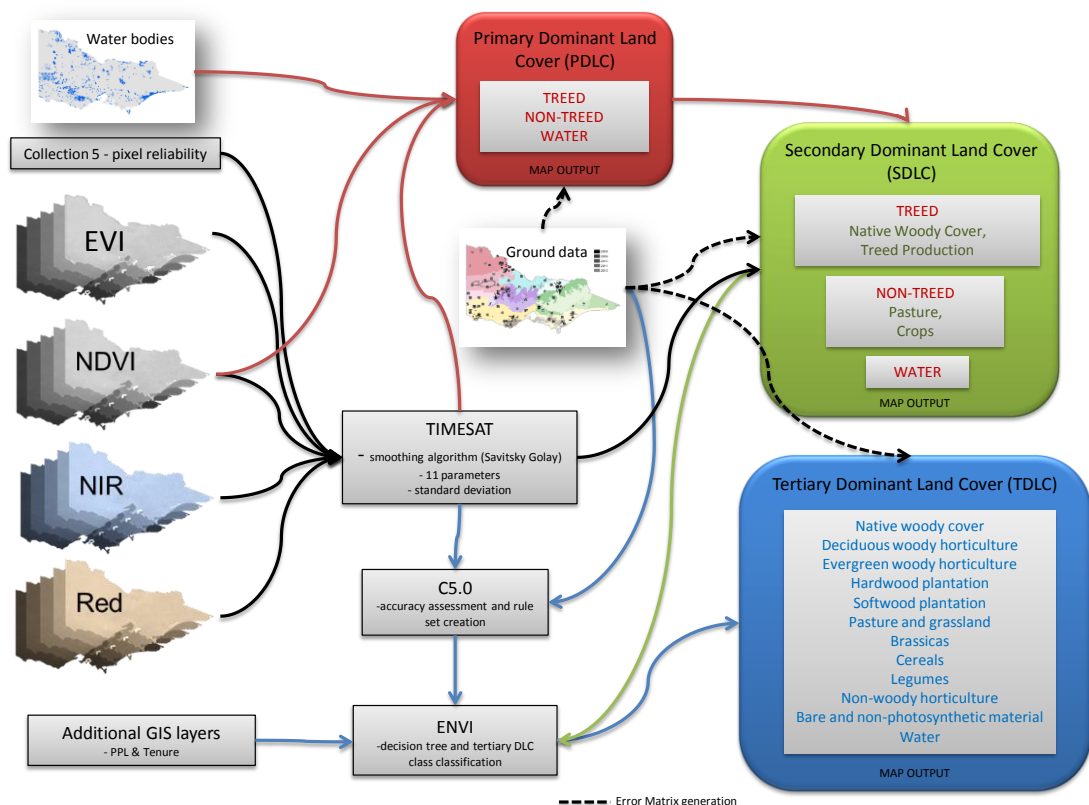 Water bodies
Primary Dominant Land
Cover (PDLC)
TREED
NON-TREED
WATER
MAP OUTPUT
Collection 5 - pixel reliability
Secondary Dominant Land Cover
(SDLC)
TREED
Native Woody Cover,
Treed Production
NON-TREED
Pasture,
Crops
WATER
MAP OUTPUT
EVI
Ground data
NDVI
TIMESAT
- smoothing algorithm (Savitsky Golay)
- 11 parameters
- standard deviation
NIR
Tertiary Dominant Land Cover (TDLC)
Native woody cover
Deciduous woody horticulture
Evergreen woody horticulture
Hardwood plantation
Softwood plantation
Pasture and grassland
Brassicas
Cereals
Legumes
Non-woody horticulture
Bare and non-photosynthetic material
Water
MAP OUTPUT
Red
C5.0
-accuracy assessment and rule
set creation
Additional GIS layers
- PPL & Tenure
ENVI
-decision tree and tertiary DLC
class classification
Error Matrix generation